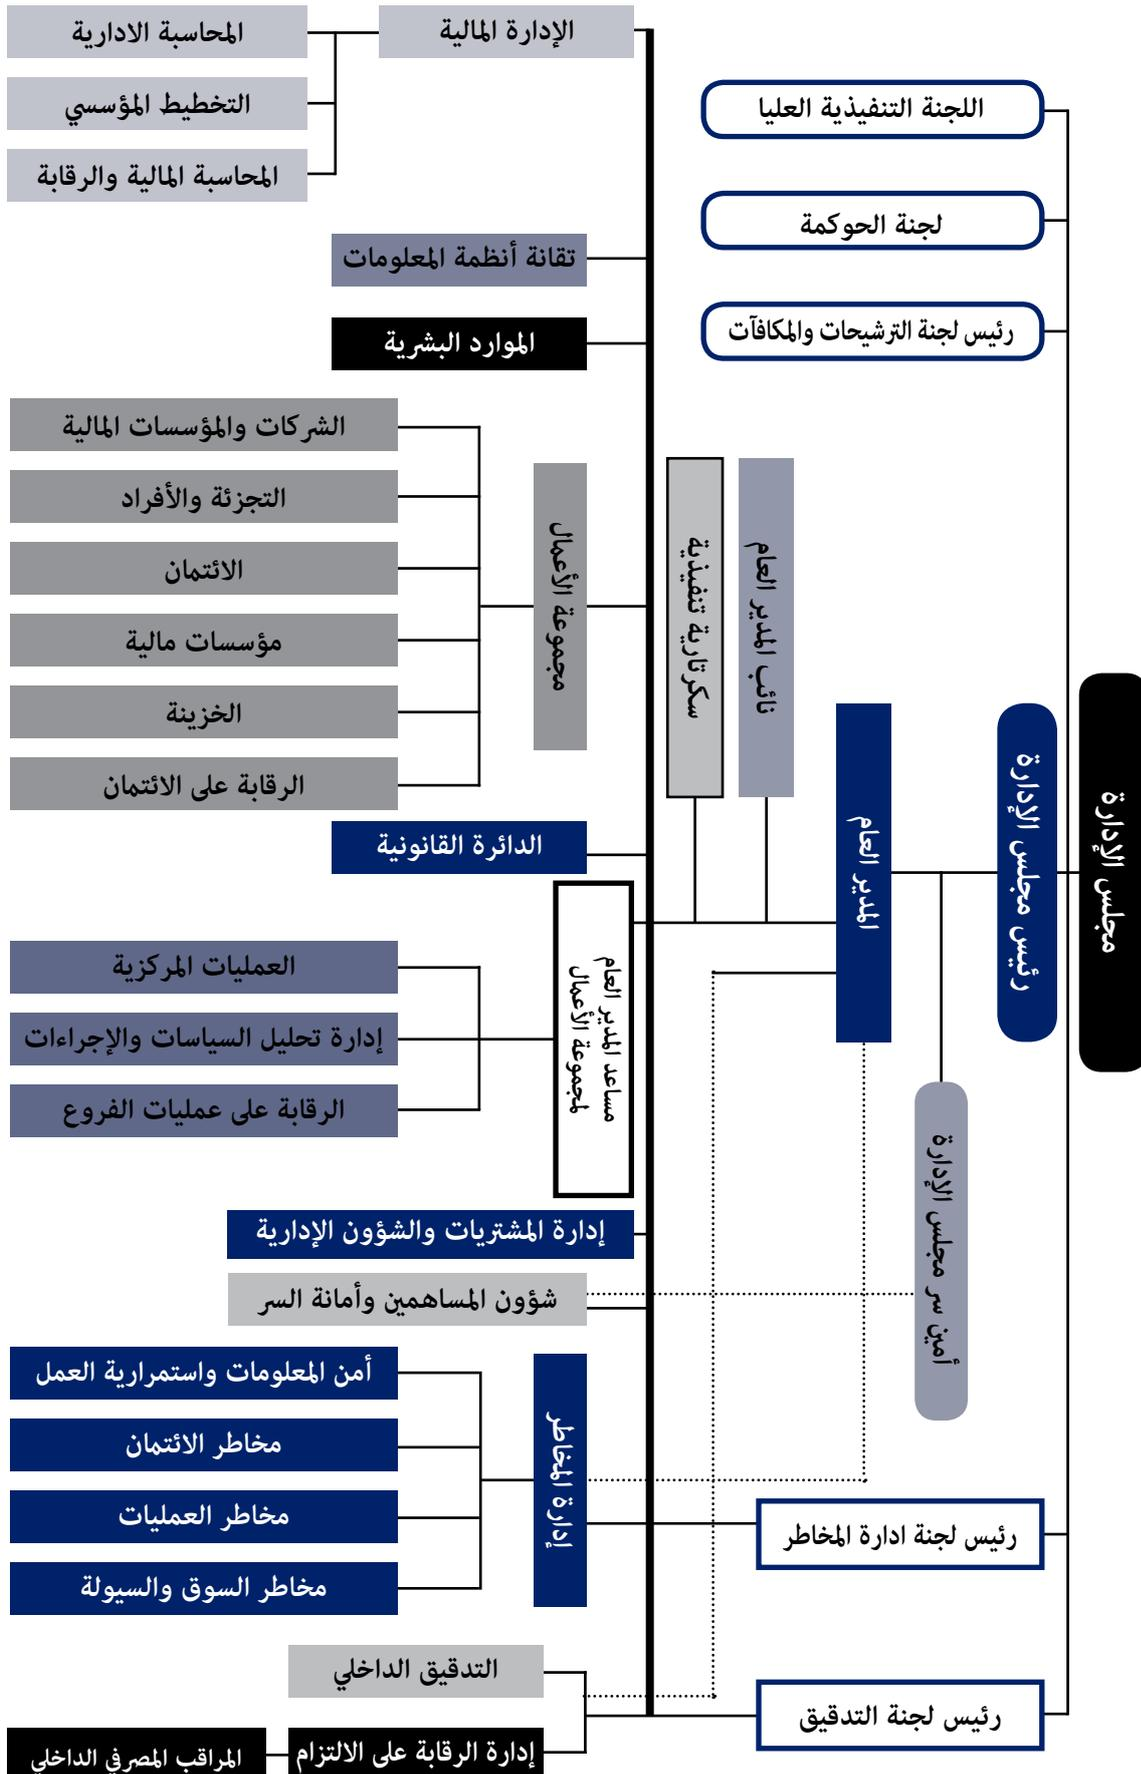 مجلس الإدارة
رئيس مجلس الإدارة
اللجنة التنفيذية العليا
لجنة الحوكمة
رئيس لجنة الترشيحات والمكافآت
رئيس لجنة ادارة المخاطر
رئيس لجنة التدقيق
أمين سر مجلس الإدارة
المدير العام
نائب المدير العام
سكرتارية تنفيذية
الإدارة المالية
المحاسبة الادارية
التخطيط المؤسسي
المحاسبة المالية والرقابة
تقانة أنظمة المعلومات
الموارد البشرية
مجموعة الأعمال
الشركات والمؤسسات المالية
التجزئة والأفراد
الائتمان
مؤسسات مالية
الخزينة
الرقابة على الائتمان
الدائرة القانونية
مساعد المدير العام
لمجموعة الأعمال
العمليات المركزية
إدارة تحليل السياسات والإجراءات
الرقابة على عمليات الفروع
إدارة المشتريات والشؤون الإدارية
شؤون المساهمين وأمانة السر
إدارة المخاطر
أمن المعلومات واستمرارية العمل
مخاطر الائتمان
مخاطر العمليات
مخاطر السوق والسيولة
التدقيق الداخلي
إدارة الرقابة على الالتزام
المراقب المصرفي الداخلي